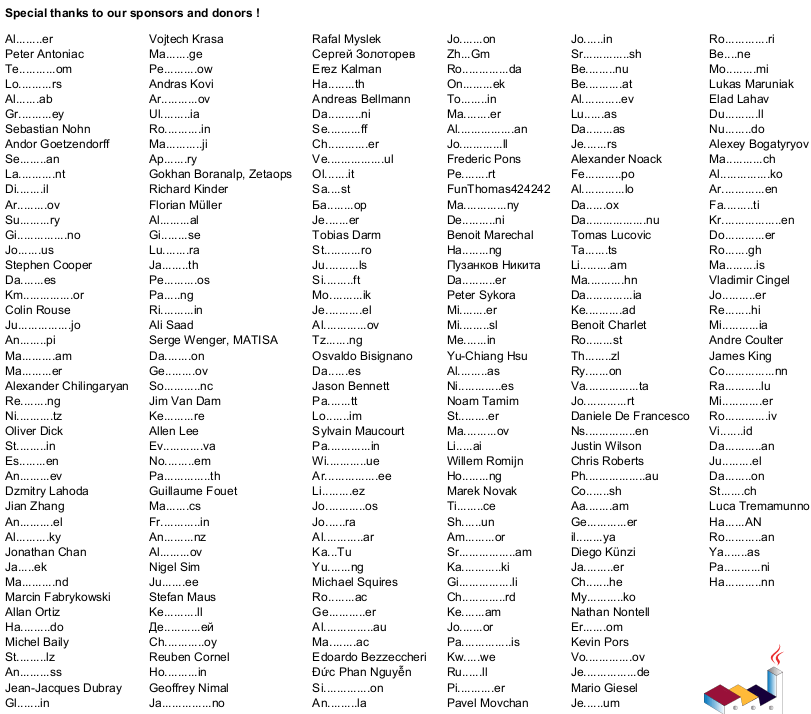 Special thanks to our sponsors and donors !
Al........er
Peter Antoniac
Te...........om
Lo..........rs
Al......ab
Gr..........ey
Sebastian Nohn
Andor Goetzendorff
Se.......an
La..........nt
Di.......il
Ar........ov
Su........ry
Gi..............no
Jo......us
Stephen Cooper
Da......es
Km.............or
Colin Rouse
Ju...............jo
An.......pi
Ma..........am
Ma........er
Alexander Chilingaryan
Re........ng
Ni...........tz
Oliver Dick
St.........in
Es.......en
An........ev
Dzmitry Lahoda
Jian Zhang
An..........el
Al..........ky
Jonathan Chan
Ja.....ek
Ma.........nd
Marcin Fabrykowski
Allan Ortiz
Ha........do
Michel Baily
St........lz
An........ss
Jean-Jacques Dubray
Gl.....in
Vojtech Krasa
Ma.....ge
Pe..........ow
Andras Kovi
Ar..........ov
Ul........ia
Ro..........in
Ma.......ji
Ap.......ry
Gokhan Boranalp, Zetaops
Richard Kinder
Florian Müller
Al.........al
Gi.......se
Lu.......ra
Ja........th
Pe..........os
Pa.....ng
Ri.........in
Ali Saad
Serge Wenger, MATISA
Da........on
Ge.........ov
So..........nc
Jim Van Dam
Ke.........re
Allen Lee
Ev............va
No.........em
Pa.............th
Guillaume Fouet
Ma.......cs
Fr............in
An.........nz
Al.........ov
Nigel Sim
Ju.......ee
Stefan Maus
Ke..........ll
Де...........ей
Ch............oy
Reuben Cornel
Ho..........in
Geoffrey Nimal
Ja...............no
Rafal Myslek
Сергей Золоторев
Erez Kalman
Ha........th
Andreas Bellmann
Da.........ni
Se.........ff
Ch............er
Ve.................ul
Ol......it
Sa....st
Ба........ор
Je.......er
Tobias Darm
St..........ro
Ju.........ls
Si.........ft
Mo..........ik
Je..........el
Al.............ov
Tz.......ng
Osvaldo Bisignano
Da......es
Jason Bennett
Pa........tt
Lo.......im
Sylvain Maucourt
Pa.............in
Wi............ue
Ar................ee
Li.........ez
Jo............os
Jo......ra
Al............ar
Ka...Tu
Yu.......ng
Michael Squires
Ro........ac
Ge...........er
Al..............au
Ma........ac
Edoardo Bezzeccheri
Đức Phan Nguyễn
Si..............on
An........la
Jo.......on
Zh...Gm
Ro................da
On.........ek
To.......in
Ma........er
Al.................an
Jo.............ll
Frederic Pons
Pe........rt
FunThomas424242
Ma.............ny
De..........ni
Benoit Marechal
Ha........ng
Пузанков Никита
Da..........er
Peter Sykora
Mi.......er
Mi........sl
Me.......in
Yu-Chiang Hsu
Al........as
Ni.............es
Noam Tamim
St........er
Ma.........ov
Li.....ai
Willem Romijn
Ho........ng
Marek Novak
Ti.......ce
Sh......un
Am.........or
Sr.................am
Ka.........ki
Gi................li
Ch.............rd
Ke.....am
Jo......or
Pa...............is
Kw.....we
Ru......ll
Pi...........er
Pavel Movchan
Jo......in
Sr..............sh
Be.........nu
Be...........at
Al............ev
Lu......as
Da........as
Je.......rs
Alexander Noack
Fe...........po
Al............lo
Da......ox
Da..................nu
Tomas Lucovic
Ta.......ts
Li.........am
Ma..........hn
Da.............ia
Ke.........ad
Benoit Charlet
Ro........st
Th........zl
Ry.......on
Va................ta
Jo............rt
Daniele De Francesco
Ns...............en
Justin Wilson
Chris Roberts
Ph..............au
Co.......sh
Aa........am
Ge............er
il........ya
Diego Künzi
Ja.........er
Ch.......he
My..........ko
Nathan Nontell
Er.......om
Kevin Pors
Vo..............ov
Je................de
Mario Giesel
Je.....um
Ro.............ri
Be....ne
Mo.........mi
Lukas Maruniak
Elad Lahav
Du.........ll
Nu........do
Alexey Bogatyryov
Ma...........ch
Al...............ko
Ar............en
Fa.........ti
Kr.................en
Do............er
Ro.......gh
Ma.........is
Vladimir Cingel
Jo..........er
Re........hi
Mi............ia
Andre Coulter
James King
Co..............nn
Ra..........lu
Mi............er
Ro.............iv
Vi......id
Da...........an
Ju........el
Da........on
St......ch
Luca Tremamunno
Ha......AN
Ro...........an
Ya......as
Pa...........ni
Ha..........nn